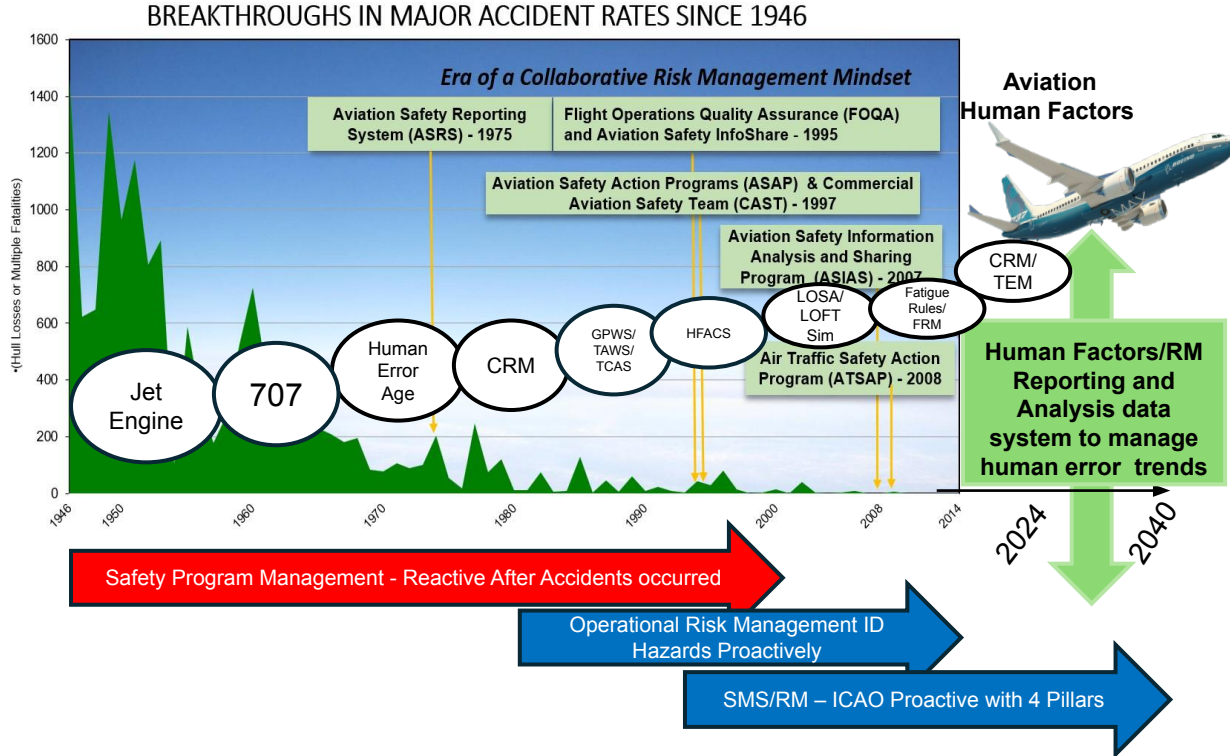 BREAKTHROUGHS IN MAJOR ACCIDENT RATES SINCE 1946
1600
1400
1200
1000
800
600
400
200
0
•(Hull Losses or Multiple Fatalities)
Era of a Collaborative Risk Management Mindset
Aviation Safety Reporting
System (ASRS) - 1975
Flight Operations Quality Assurance (FOQA)
and Aviation Safety InfoShare - 1995
Aviation Safety Action Programs (ASAP) & Commercial
Aviation Safety Team (CAST) - 1997
Aviation Safety Information
Analysis and Sharing
Program (ASIAS) - 2007
Air Traffic Safety Action
Program (ATSAP) - 2008
Jet
Engine
707
Human
Error
Age
CRM
GPWS/
TAWS/
TCAS
HFACS
LOSA/
LOFT
Sim
Fatigue
Rules/
FRM
CRM/
TEM
Aviation
Human Factors
BOEING
MAX
Human Factors/RM
Reporting and
Analysis data
system to manage
human error trends
1946
1950
1960
1970
1980
1990
2000
2008
2014
2024
2040
Safety Program Management - Reactive After Accidents occurred
Operational Risk Management ID
Hazards Proactively
SMS/RM – ICAO Proactive with 4 Pillars